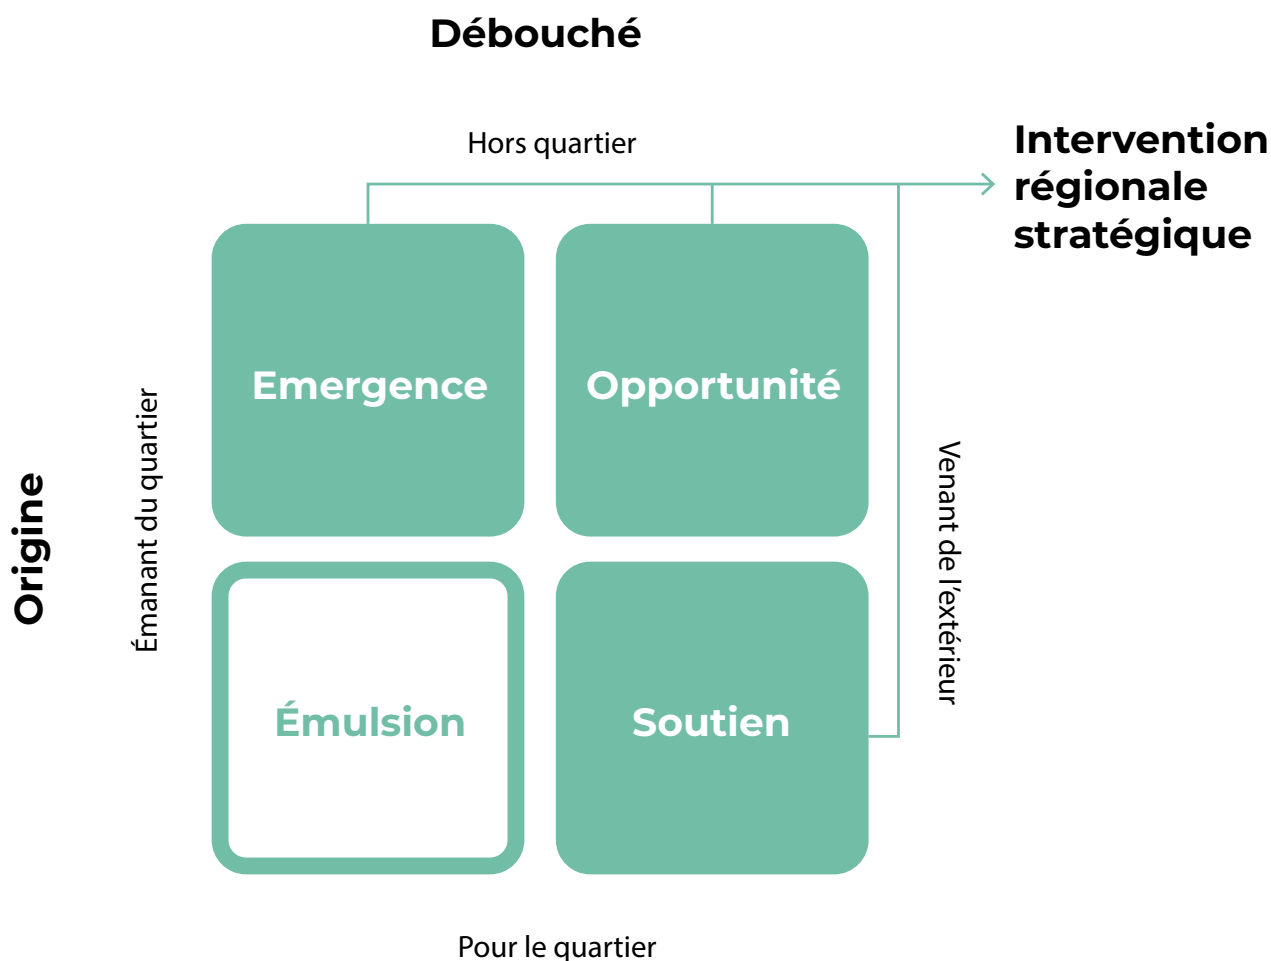 Débouché
Hors quartier
Intervention
régionale
stratégique
Emergence
Opportunité
Origine
Émanant du quartier
Venant de l'extérieur
Émulsion
Soutien
Pour le quartier